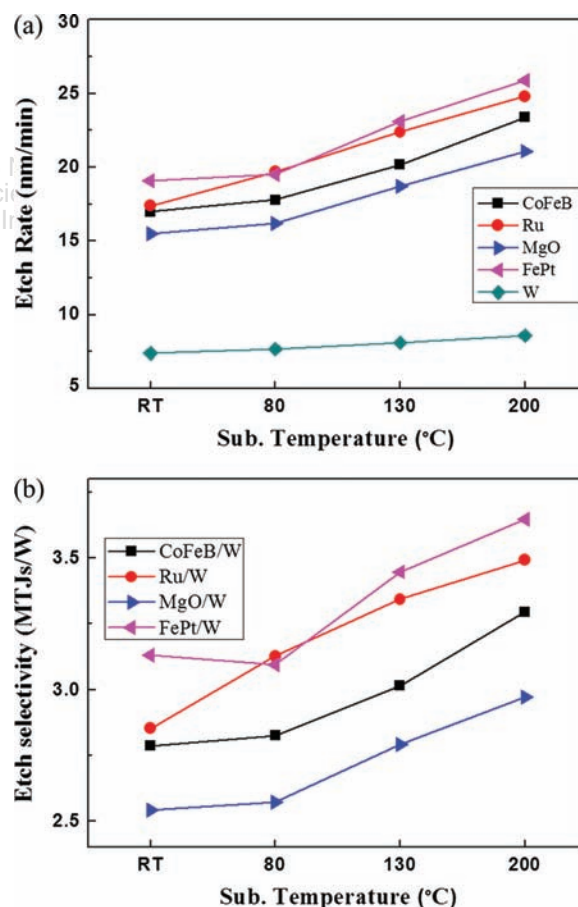 (a)
30
25
20
15
10
5
Etch Rate (nm/min)
CoFeB
Ru
MgO
FePt
W
RT 80 130 200
Sub. Temperature (°C)
(b)
3.5
3.0
2.5
Etch selectivity (MTJs/W)
CoFeB/W
Ru/W
MgO/W
FePt/W
RT 80 130 200
Sub. Temperature (°C)